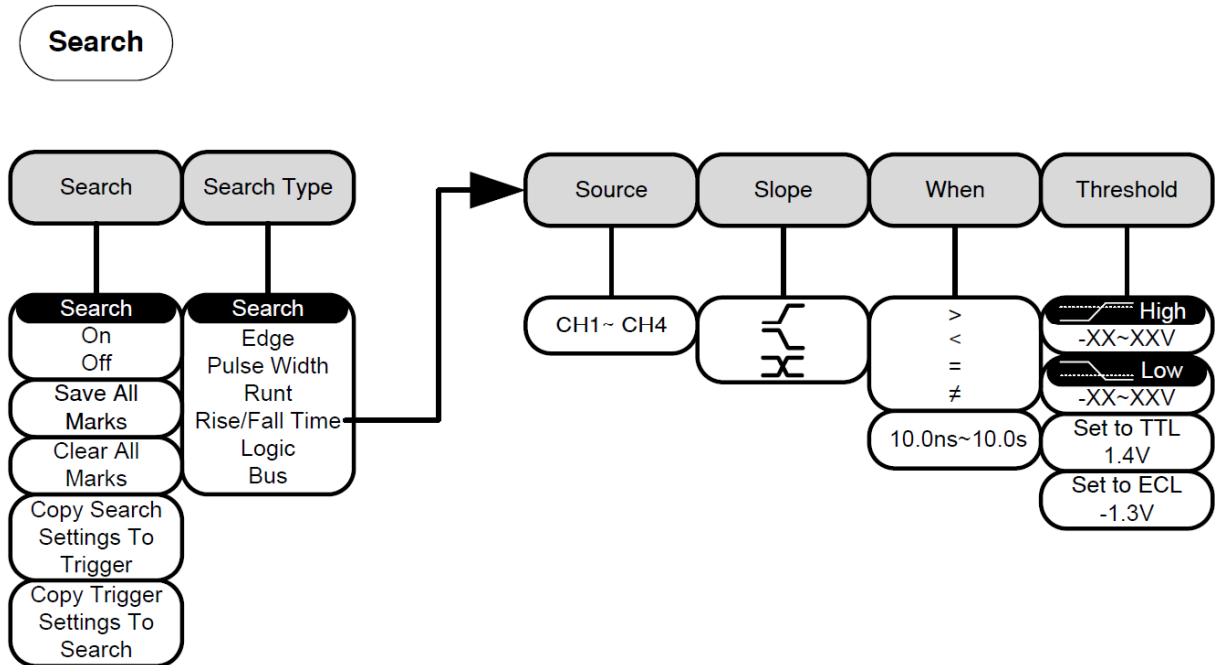 Search
Search
Search Type
Source
Slope
When
Threshold
Search
On
Off
Save All
Marks
Clear All
Marks
Copy Search
Settings To
Trigger
Copy Trigger
Settings To
Search
Search
Edge
Pulse Width
Runt
Rise/Fall Time
Logic
Bus
CH1~ CH4
>
<
=
≠
10.0ns~10.0s
High
-XX~XXV
Low
-XX~XXV
Set to TTL
1.4V
Set to ECL
-1.3V